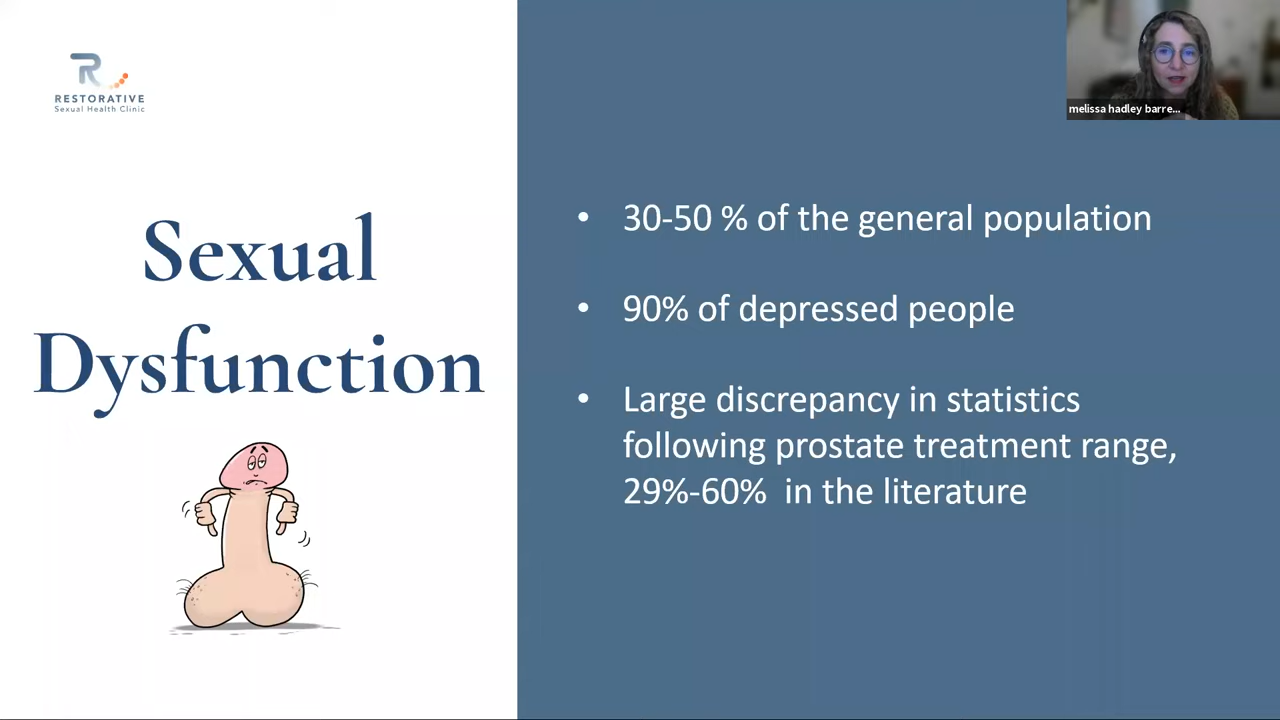 R
RESTORATIVE
Sexual Health Clinic
melissa hadley barre...
Sexual
Dysfunction
• 30-50 % of the general population
• 90% of depressed people
• Large discrepancy in statistics
following prostate treatment range,
29%-60% in the literature